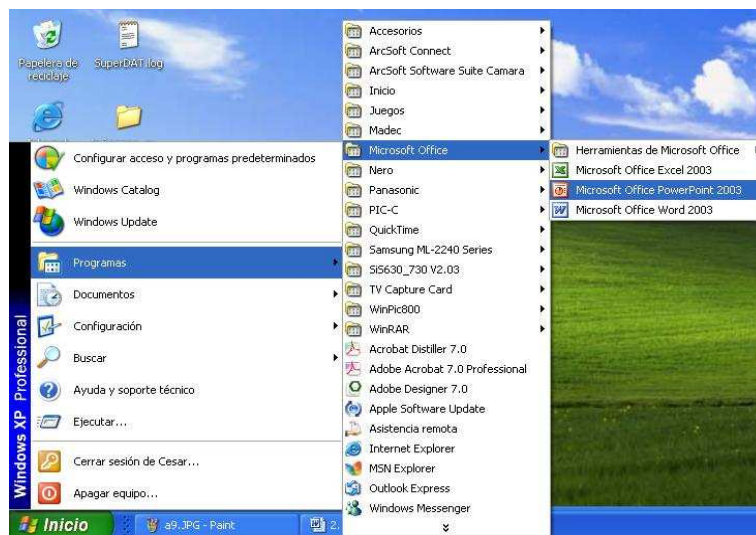 Papelera de
reciclaje
SuperDAT.log
Configurar acceso y programas predeterminados
Windows Catalog
Windows Update
Programas
Documentos
Configuración
Buscar
Ayuda y soporte técnico
Ejecutar...
Cerrar sesión de Cesar...
Apagar equipo...
Windows XP Professional
Accesorios
ArcSoft Connect
ArcSoft Software Suite Camara
Inicio
Juegos
Madec
Microsoft Office
Nero
Panasonic
PIC-C
QuickTime
Samsung ML-2240 Series
SiS630_730 V2.03
TV Capture Card
WinPic800
WinRAR
Acrobat Distiller 7.0
Adobe Acrobat 7.0 Professional
Adobe Designer 7.0
Apple Software Update
Asistencia remota
Internet Explorer
MSN Explorer
Outlook Express
Windows Messenger
Herramientas de Microsoft Office
Microsoft Office Excel 2003
Microsoft Office PowerPoint 2003
Microsoft Office Word 2003
Inicio
a9.JPG - Paint
2.